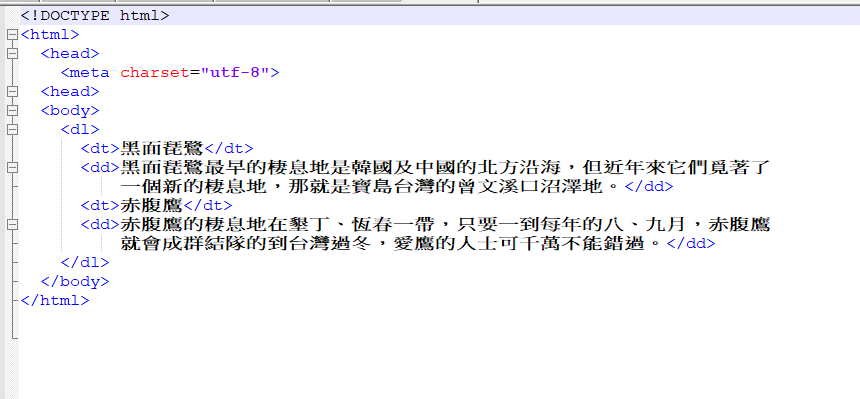 <!DOCTYPE html>
<html>
<head>
<meta charset="utf-8">
<head>
<body>
<dl>
<dt>黑面琵鷺</dt>
<dd>黑面琵鷺最早的棲息地是韓國及中國的北方沿海，但近年來它們覓著了
一個新的棲息地，那就是寶島台灣的曾文溪口沼澤地。</dd>
<dt>赤腹鷹</dt>
<dd>赤腹鷹的棲息地在墾丁、恆春一帶，只要一到每年的八、九月，赤腹鷹
就會成群結隊的到台灣過冬，愛鷹的人士可千萬不能錯過。</dd>
</dl>
</body>
</html>